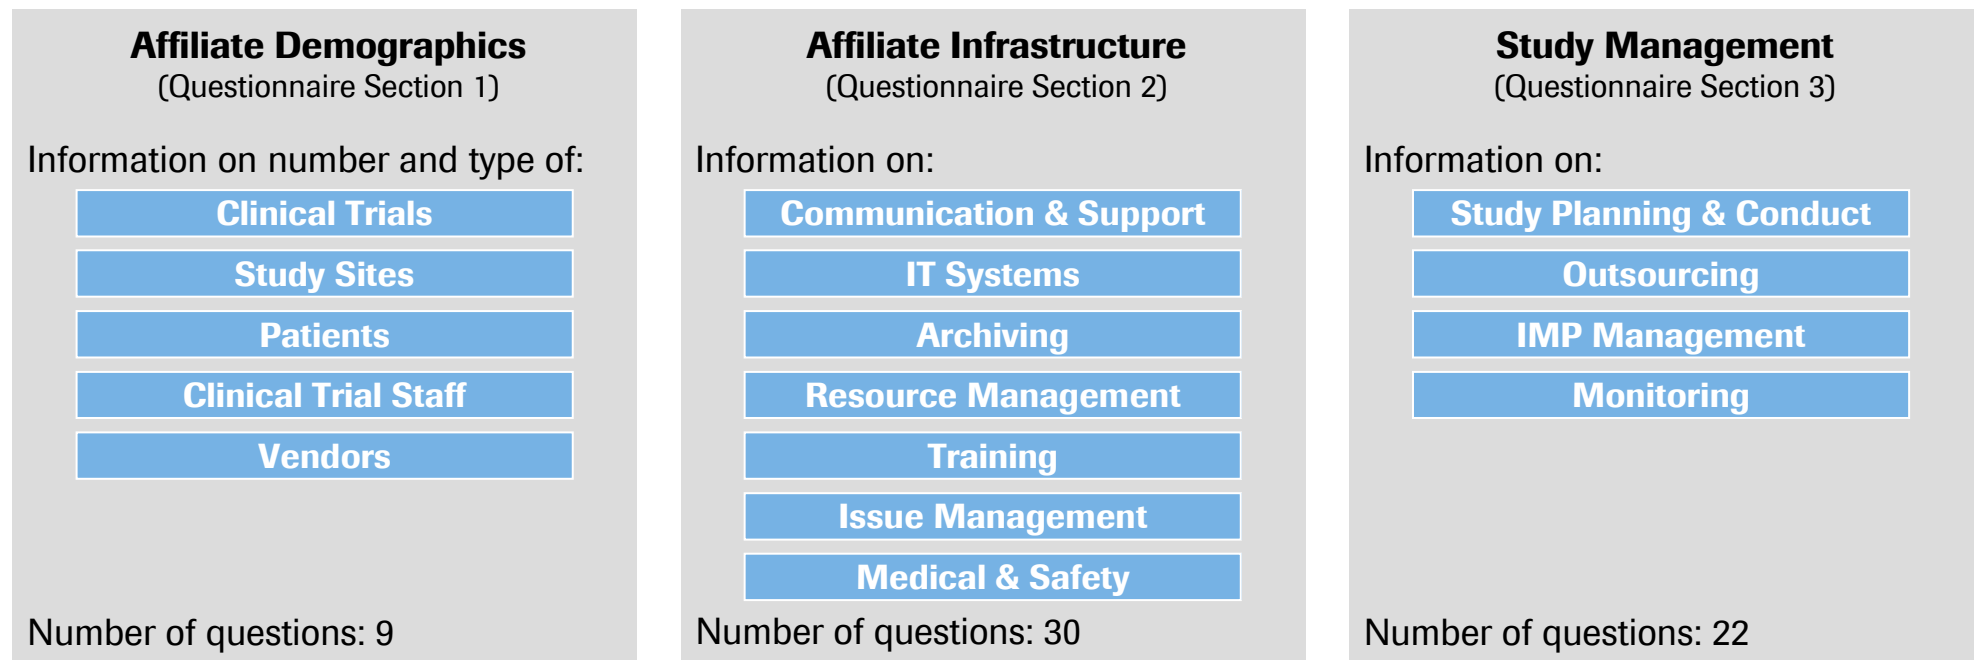 Affiliate Demographics
(Questionnaire Section 1)
Information on number and type of:
Clinical Trials
Study Sites
Patients
Clinical Trial Staff
Vendors
Number of questions: 9
Affiliate Infrastructure
(Questionnaire Section 2)
Information on:
Communication & Support
IT Systems
Archiving
Resource Management
Training
Issue Management
Medical & Safety
Number of questions: 30
Study Management
(Questionnaire Section 3)
Information on:
Study Planning & Conduct
Outsourcing
IMP Management
Monitoring
Number of questions: 22